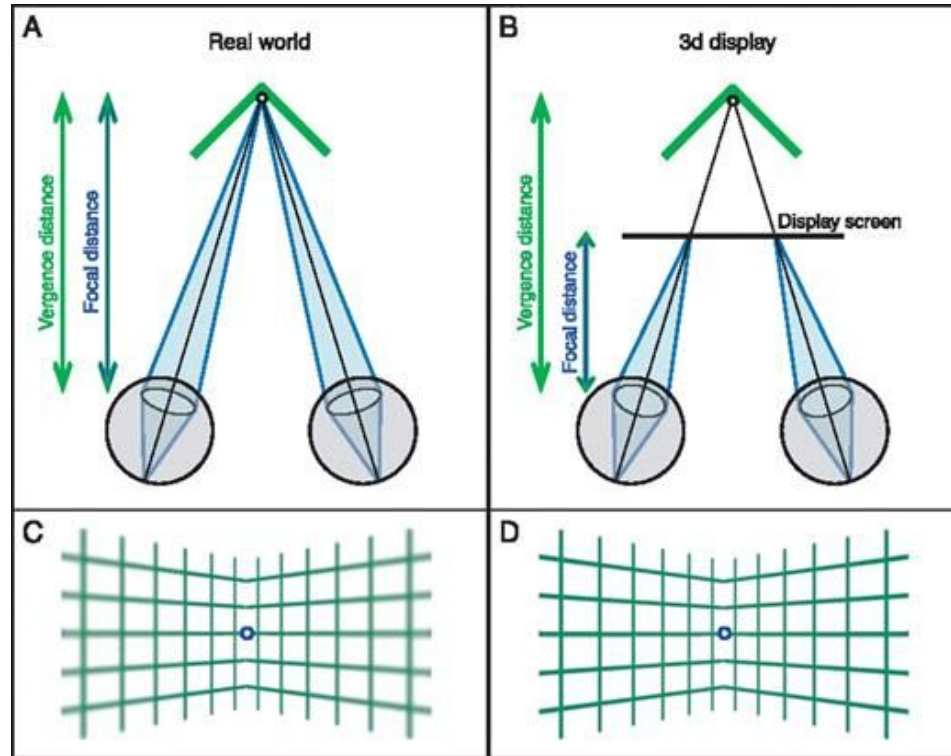 A
Real world
Vergence distance
Focal distance
B
3d display
Vergence distance
Focal distance
Display screen
C
D